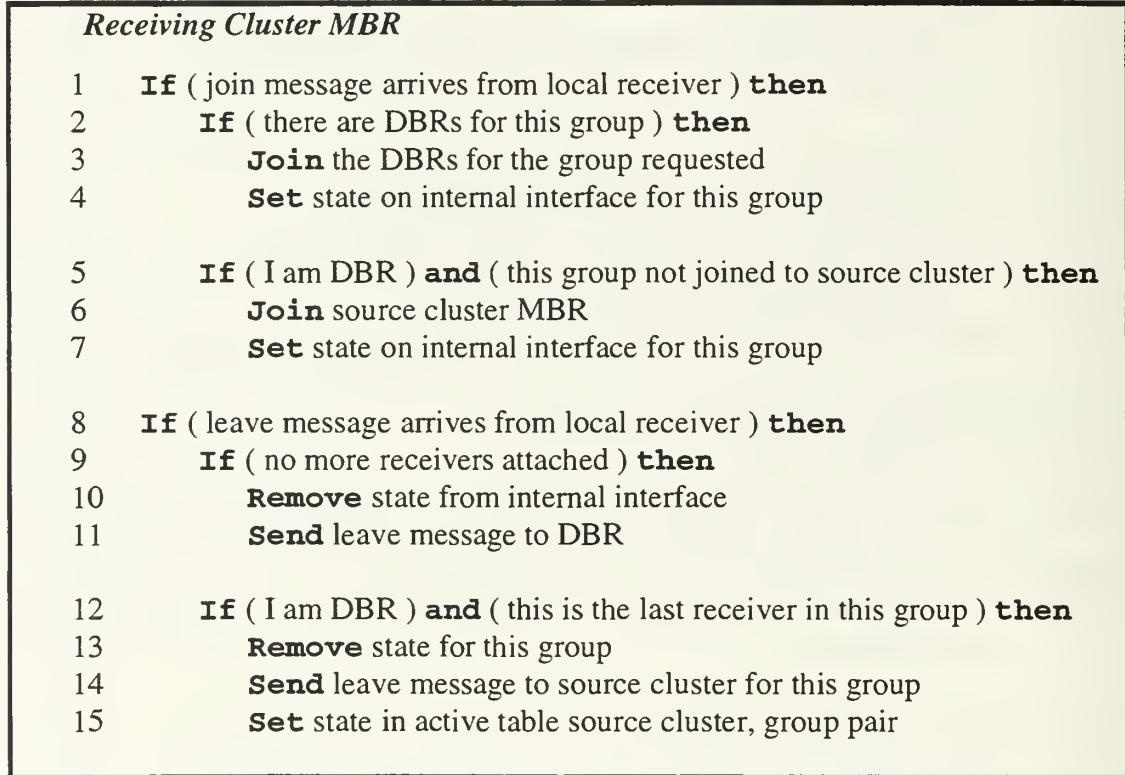 Receiving Cluster MBR
1 If ( join message arrives from local receiver ) then
2 If ( there are DBRs for this group ) then
3 Join the DBRs for the group requested
4 Set state on internal interface for this group
5 If ( I am DBR ) and ( this group not joined to source cluster ) then
6 Join source cluster MBR
7 Set state on internal interface for this group
8 If ( leave message arrives from local receiver ) then
9 If ( no more receivers attached ) then
10 Remove state from internal interface
11 Send leave message to DBR
12 If ( I am DBR ) and ( this is the last receiver in this group ) then
13 Remove state for this group
14 Send leave message to source cluster for this group
15 Set state in active table source cluster, group pair